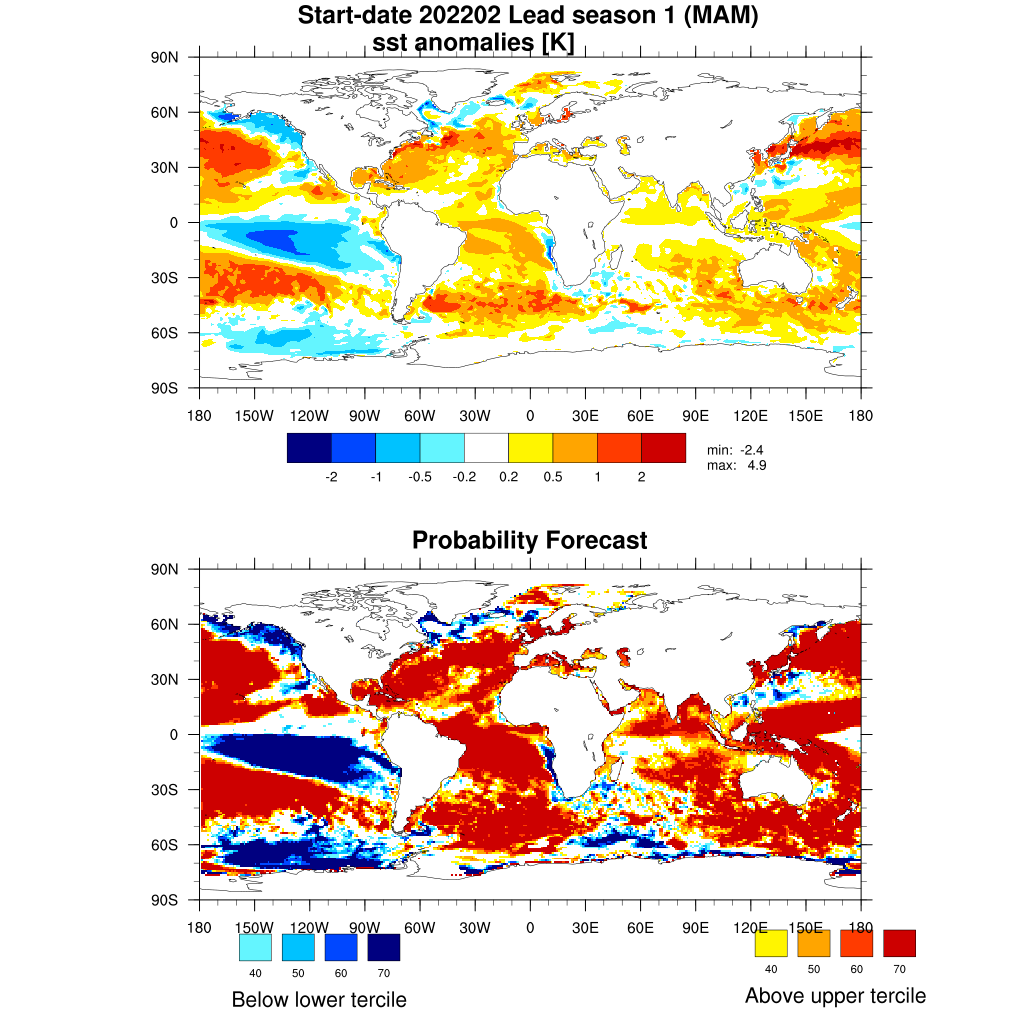 Start-date 202202 Lead season 1 (MAM)
sst anomalies [K]
90N
60N
30N
0
30S
60S
90S
180 150W 120W 90W 60W 30W 0 30E 60E 90E 120E 150E 180
-2 -1 -0.5 -0.2 0.2 0.5 1 2
min: -2.4
max: 4.9
Probability Forecast
90N
60N
30N
0
30S
60S
90S
180 150W 120W 90W 60W 30W 0 30E 60E 90E 120E 150E 180
40 50 60 70
40 50 60 70
Below lower tercile
Above upper tercile